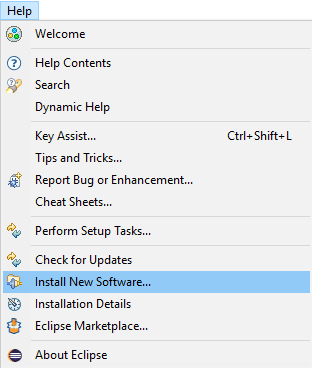 Help
Welcome
Help Contents
Search
Dynamic Help
Key Assist... Ctrl+Shift+L
Tips and Tricks...
Report Bug or Enhancement...
Cheat Sheets...
Perform Setup Tasks...
Check for Updates
Install New Software...
Installation Details
Eclipse Marketplace...
About Eclipse